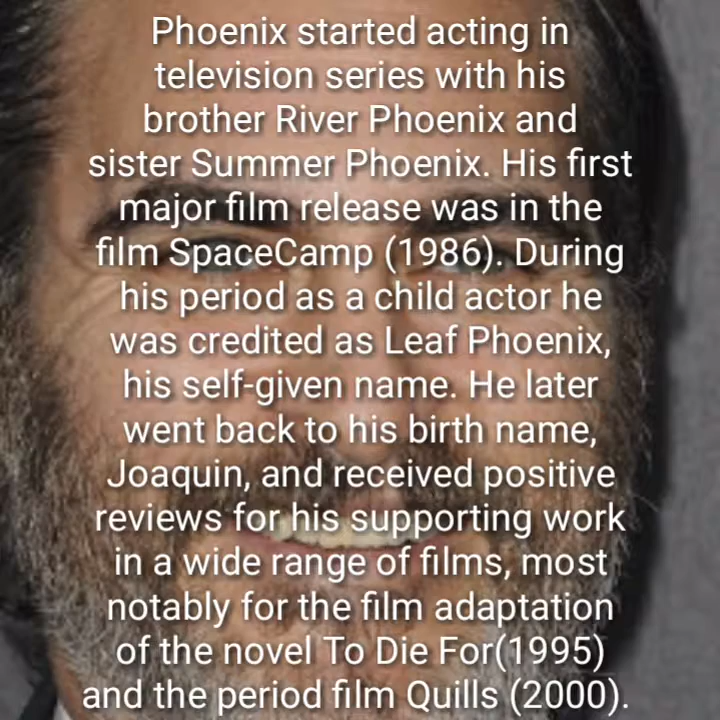 Phoenix started acting in
television series with his
brother River Phoenix and
sister Summer Phoenix. His first
major film release was in the
film SpaceCamp (1986). During
his period as a child actor he
was credited as Leaf Phoenix,
his self-given name. He later
went back to his birth name,
Joaquin, and received positive
reviews for his supporting work
in a wide range of films, most
notably for the film adaptation
of the novel To Die For(1995)
and the period film Quills (2000).